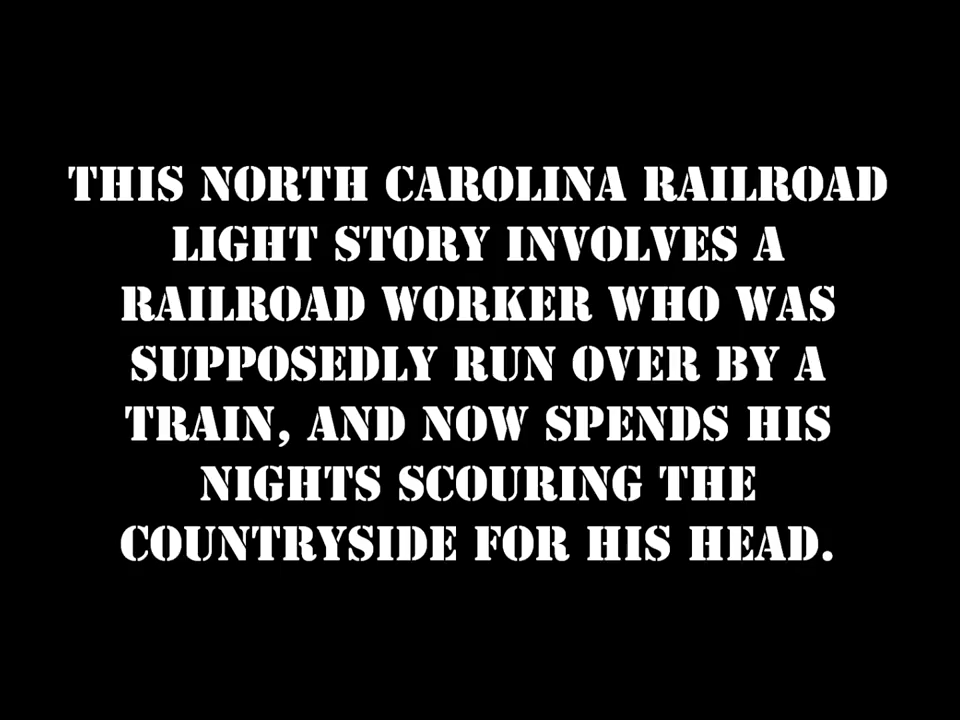 THIS NORTH CAROLINA RAILROAD
LIGHT STORY INVOLVES A
RAILROAD WORKER WHO WAS
SUPPOSEDLY RUN OVER BY A
TRAIN, AND NOW SPENDS HIS
NIGHTS SCOURING THE
COUNTRYSIDE FOR HIS HEAD.